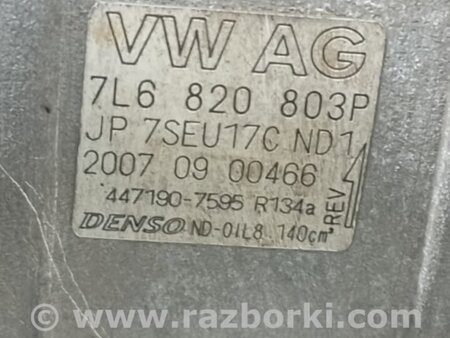 VW AG
7L6 820 803P
JP 7SEU17C ND1
2007 09 00466
447190-7595 R134a
REV
DENSO ND-OIL8 140cm³
© www.razborki.com